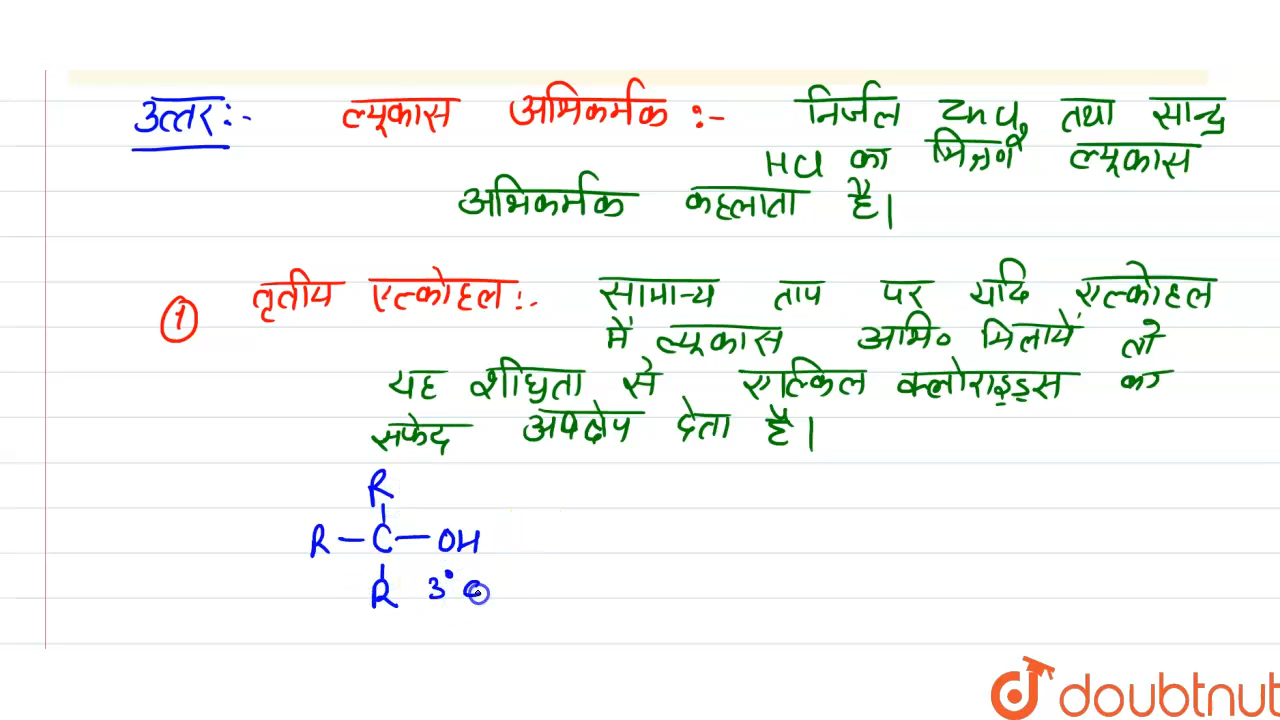 उत्तर:- ल्यूकास अभिकर्मक :- निर्जल ZnCl₂ तथा सान्द्र
HCl का मिश्रण ल्यूकास
अभिकर्मक कहलाता है।
① तृतीय एल्कोहल:- सामान्य ताप पर यदि एल्कोहल
में ल्यूकास अभि० मिलायें तो
यह शीघ्रता से एल्किल क्लोराइड्स का
सफेद अवक्षेप देता है।
R
R - C - OH
R 3°
doubtnut